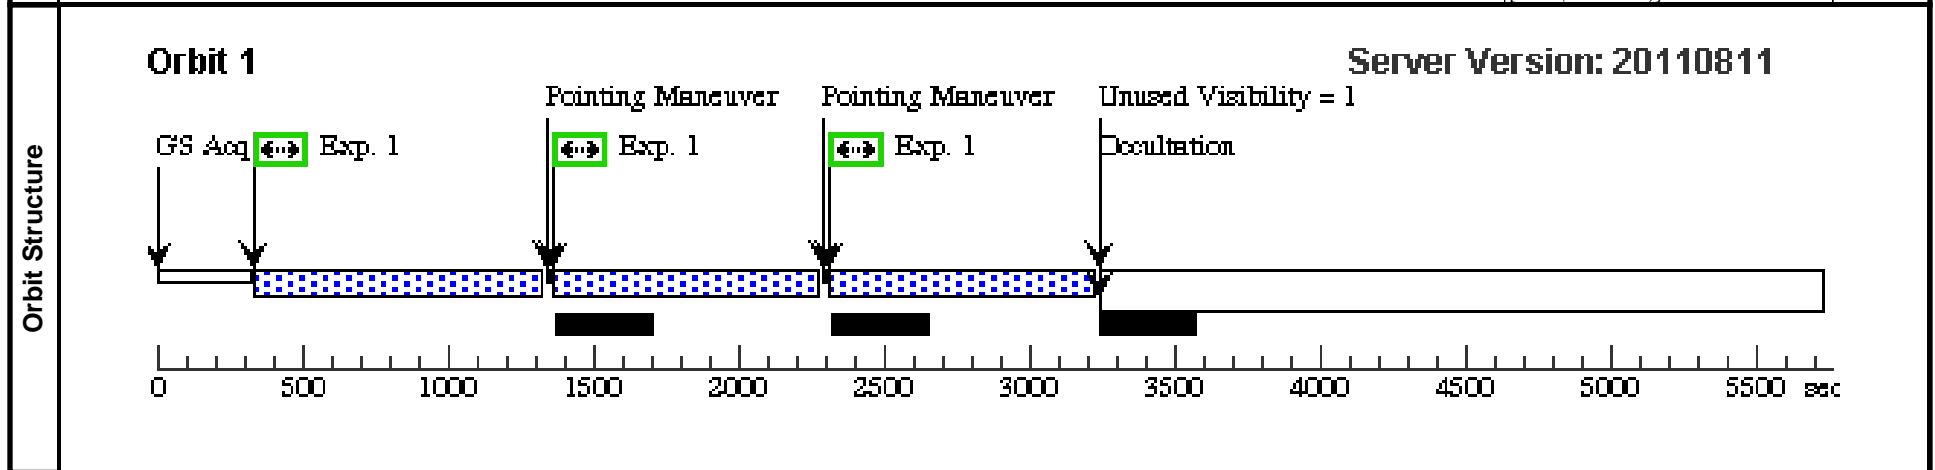 Orbit 1
Server Version: 20110811
Pointing Maneuver
Pointing Maneuver
Unused Visibility = 1
GS Acq
Exp. 1
Exp. 1
Exp. 1
Occultation
Orbit Structure
0 500 1000 1500 2000 2500 3000 3500 4000 4500 5000 5500 sec